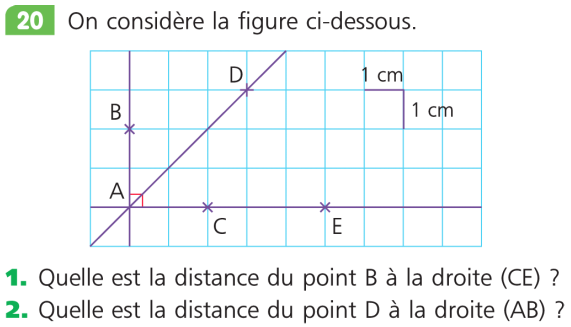 20 On considère la figure ci-dessous.
D
1 cm
B
1 cm
A
C
E
1. Quelle est la distance du point B à la droite (CE) ?
2. Quelle est la distance du point D à la droite (AB) ?